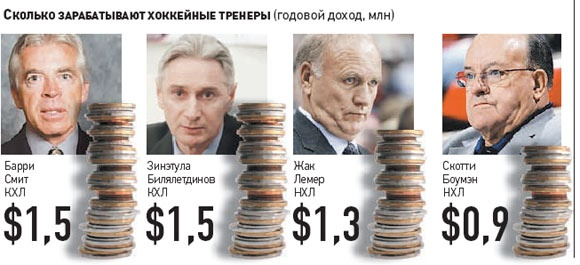 Сколько зарабатывают хоккейные тренеры (годовой доход, млн)
Барри
Смит
КХЛ
$1,5
Зинэтула
Билялетдинов
КХЛ
$1,5
Жак
Лемер
НХЛ
$1,3
Скотти
Боумэн
НХЛ
$0,9